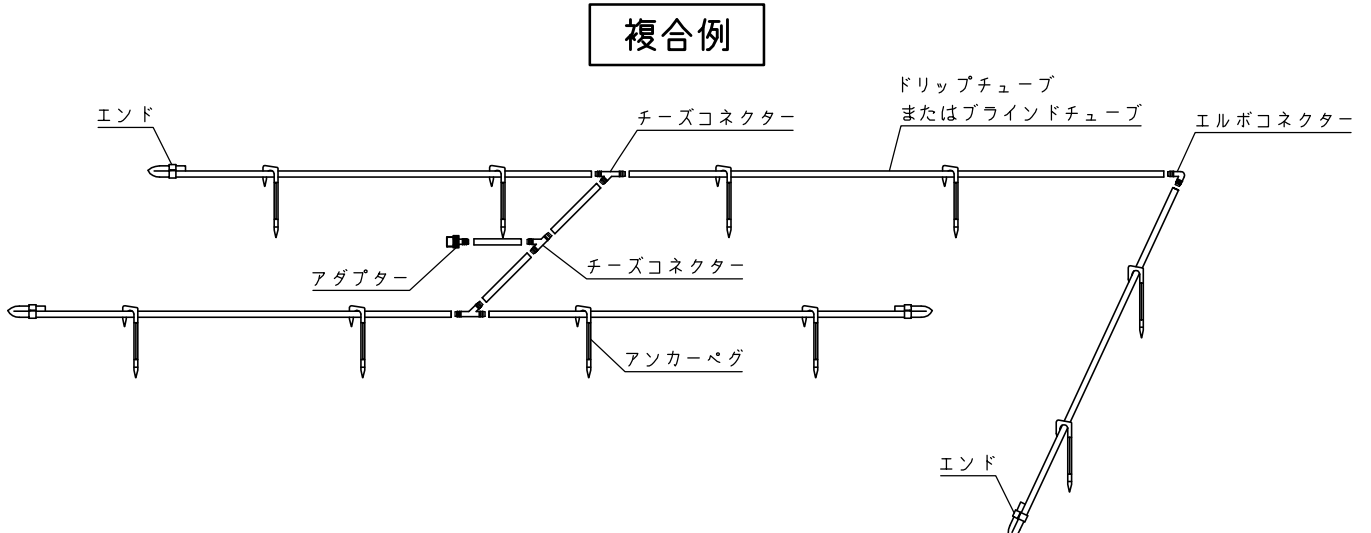 複合例
エンド
チーズコネクター
ドリップチューブ
またはブラインドチューブ
エルボコネクター
アダプター
チーズコネクター
アンカーペグ
エンド